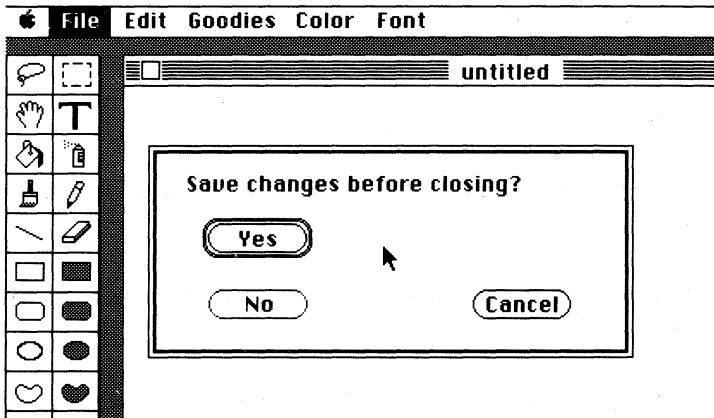 File Edit Goodies Color Font
untitled
T
Save changes before closing?
Yes
No
Cancel